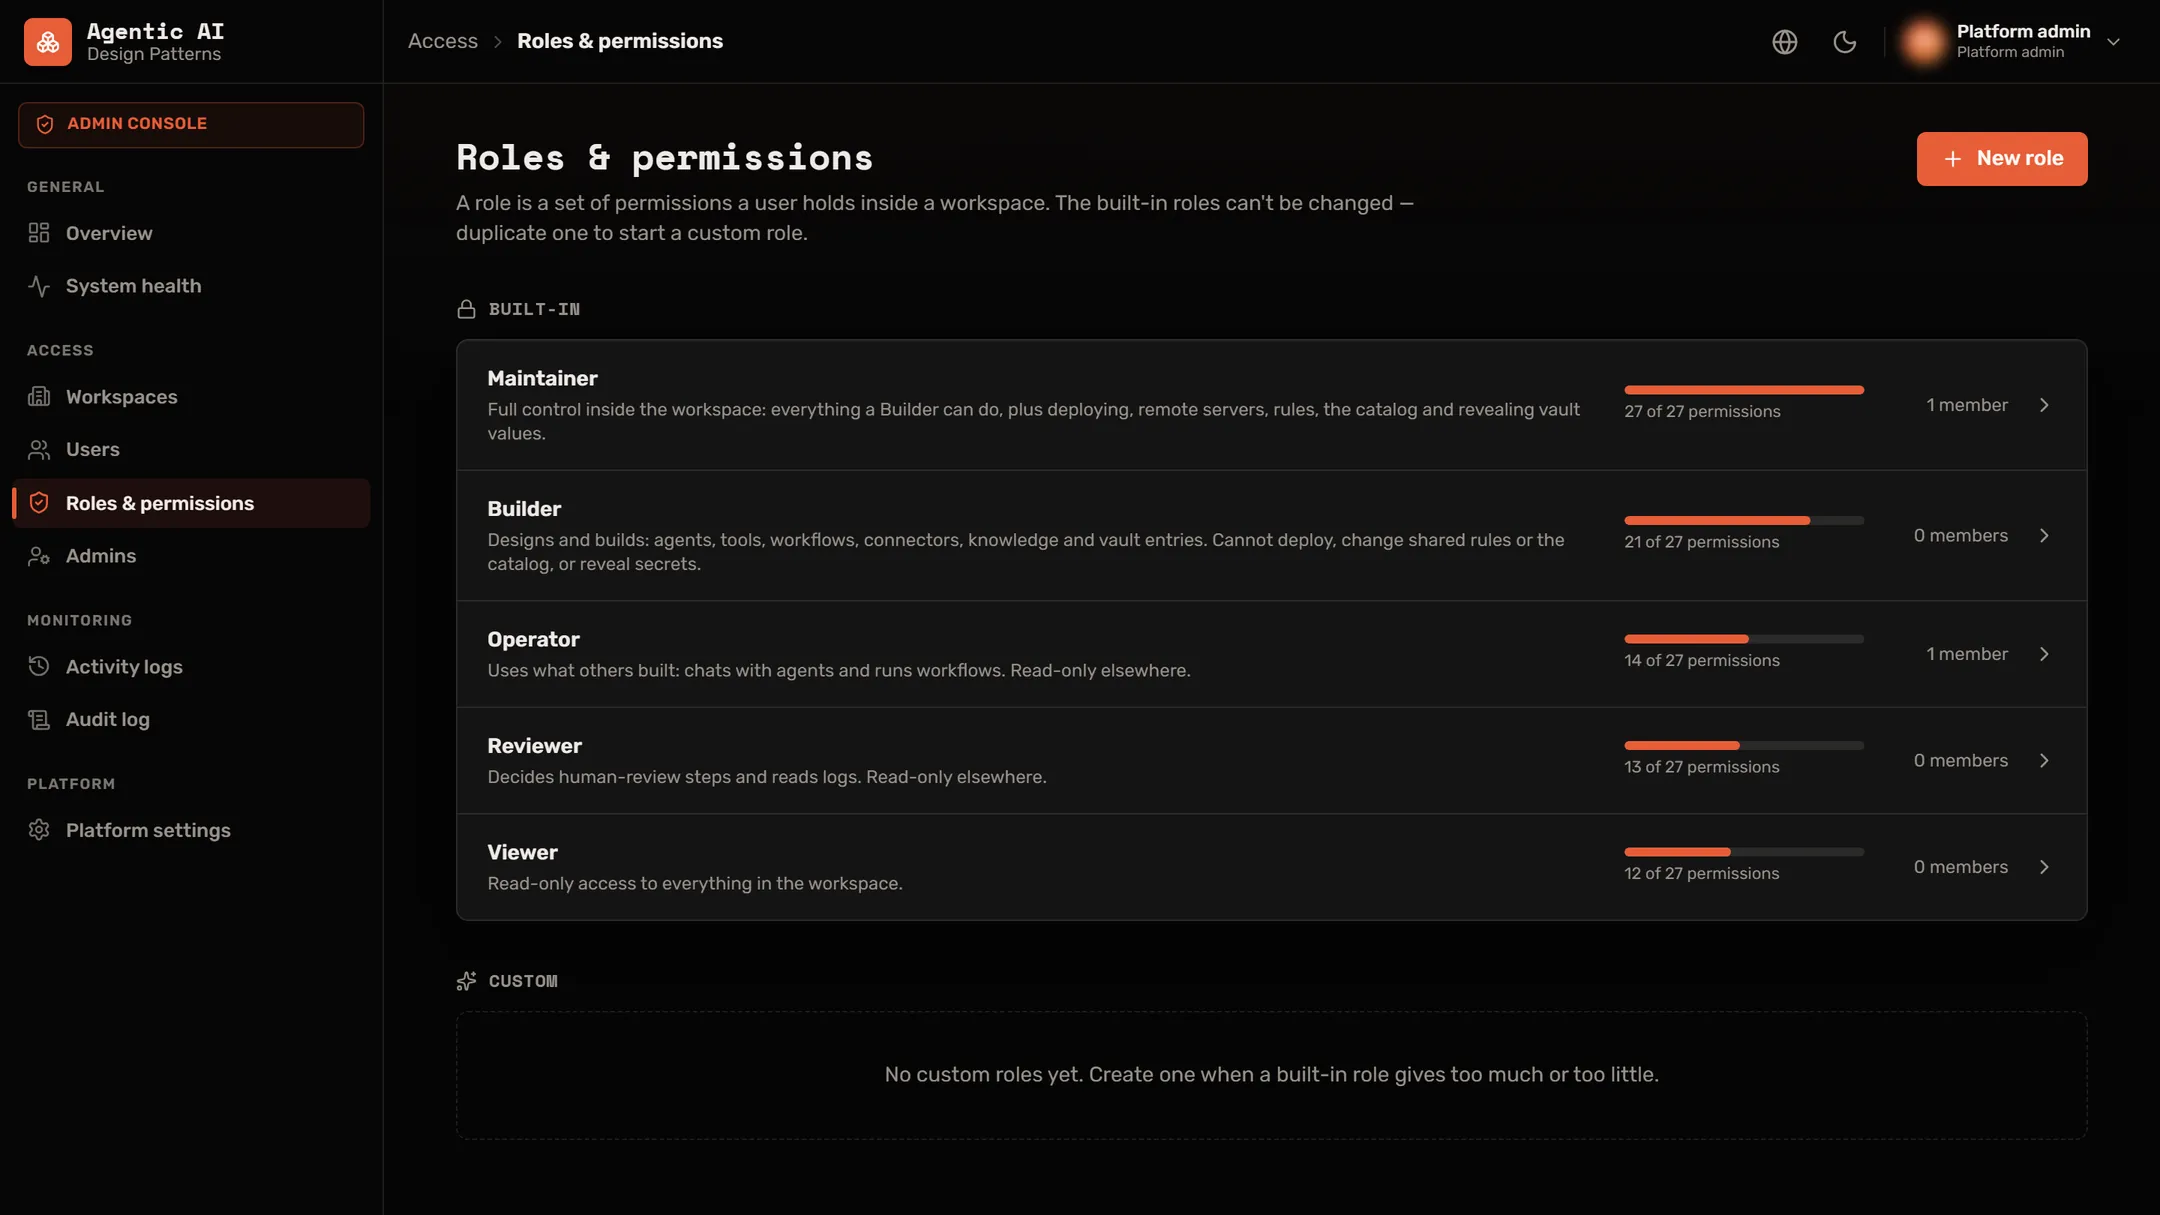 Agentic AI
Design Patterns
Access
Roles & permissions
Platform admin
Platform admin
ADMIN CONSOLE
GENERAL
Overview
System health
ACCESS
Workspaces
Users
Roles & permissions
Admins
MONITORING
Activity logs
Audit log
PLATFORM
Platform settings
Roles & permissions
A role is a set of permissions a user holds inside a workspace. The built-in roles can't be changed —
duplicate one to start a custom role.
New role
BUILT-IN
Maintainer
Full control inside the workspace: everything a Builder can do, plus deploying, remote servers, rules, the catalog and revealing vault
values.
27 of 27 permissions
1 member
Builder
Designs and builds: agents, tools, workflows, connectors, knowledge and vault entries. Cannot deploy, change shared rules or the
catalog, or reveal secrets.
21 of 27 permissions
0 members
Operator
Uses what others built: chats with agents and runs workflows. Read-only elsewhere.
14 of 27 permissions
1 member
Reviewer
Decides human-review steps and reads logs. Read-only elsewhere.
13 of 27 permissions
0 members
Viewer
Read-only access to everything in the workspace.
12 of 27 permissions
0 members
CUSTOM
No custom roles yet. Create one when a built-in role gives too much or too little.